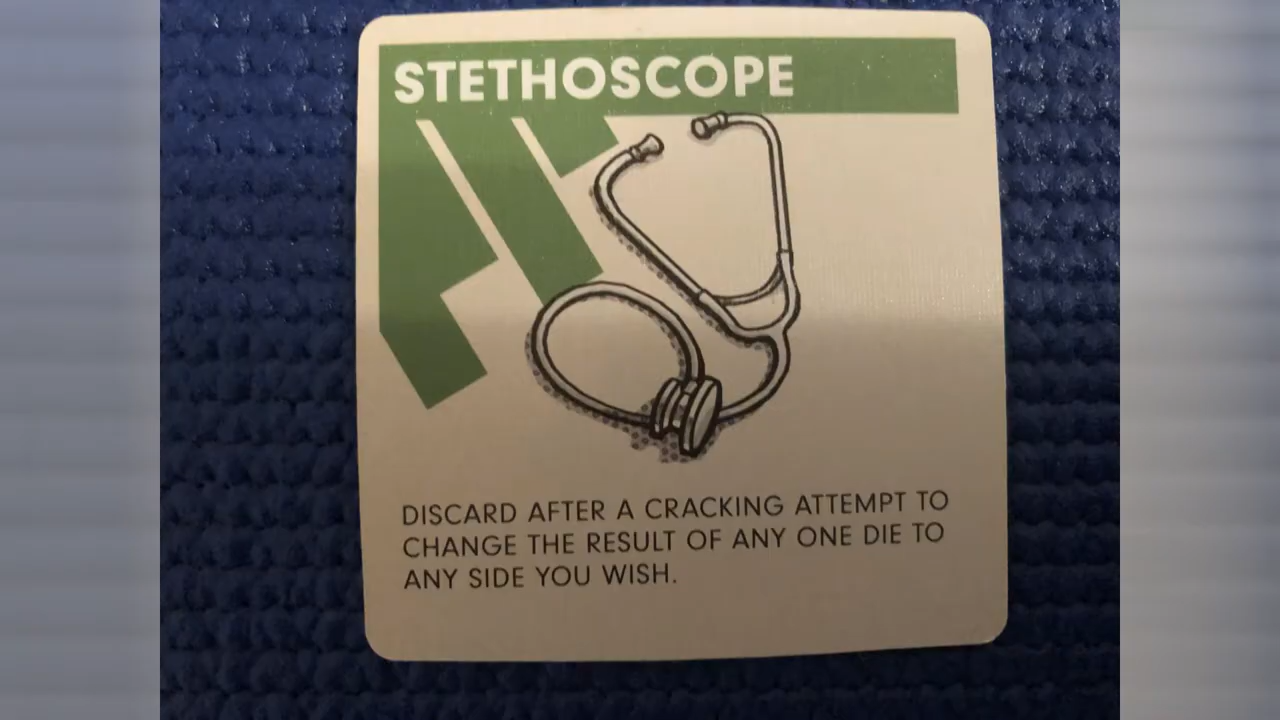 STETHOSCOPE
DISCARD AFTER A CRACKING ATTEMPT TO
CHANGE THE RESULT OF ANY ONE DIE TO
ANY SIDE YOU WISH.